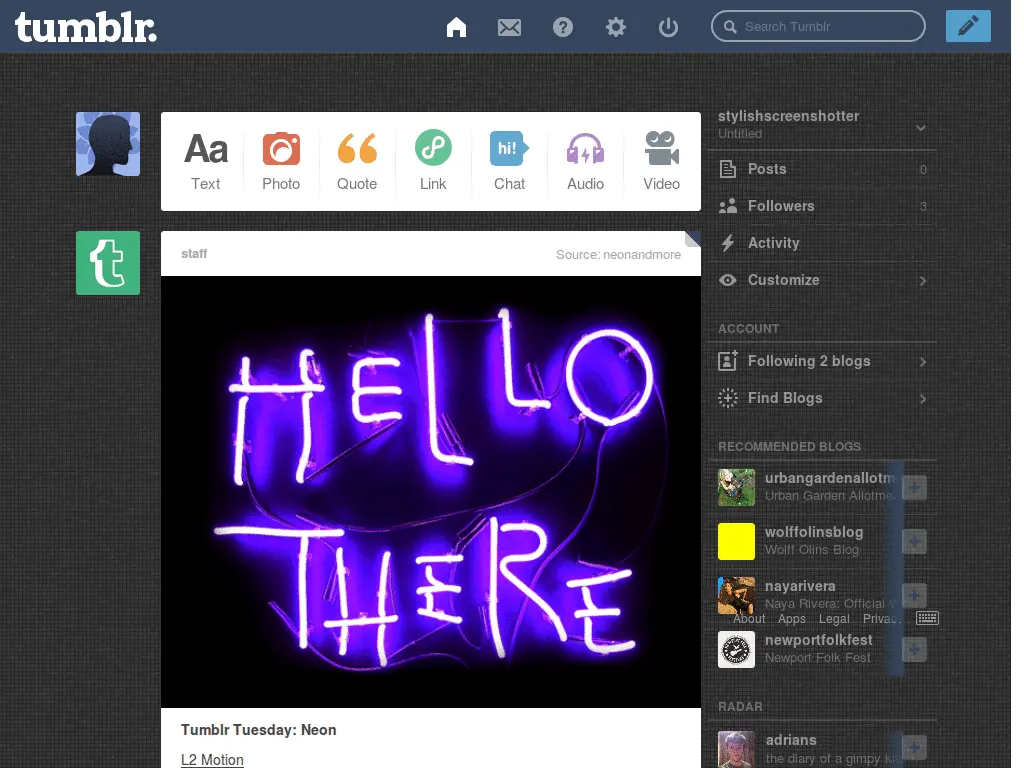 tumblr.
Search Tumblr
Aa
hi!
Text
Photo
Quote
Link
Chat
Audio
Video
staff
Source: neonandmore
HELLO
THERE
Tumblr Tuesday: Neon
L2 Motion
stylishscreenshotter
Untitled
Posts 0
Followers 3
Activity
Customize
ACCOUNT
Following 2 blogs
Find Blogs
RECOMMENDED BLOGS
urbangardenallotm
Urban Garden Allotme
wolffolinsblog
Wolff Olins Blog
nayarivera
Naya Rivera: Official
About Apps Legal Priva
newportfolkfest
Newport Folk Fest
RADAR
adrians
the diary of a gimpy